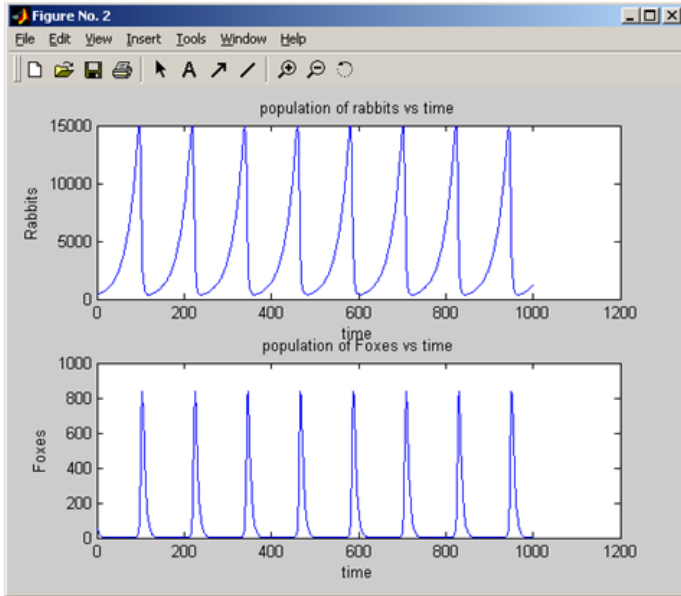 Figure No. 2
File Edit View Insert Tools Window Help
A
population of rabbits vs time
15000
10000
5000
0
Rabbits
0 200 400 600 800 1000 1200
time
population of Foxes vs time
1000
800
600
400
200
0
Foxes
0 200 400 600 800 1000 1200
time